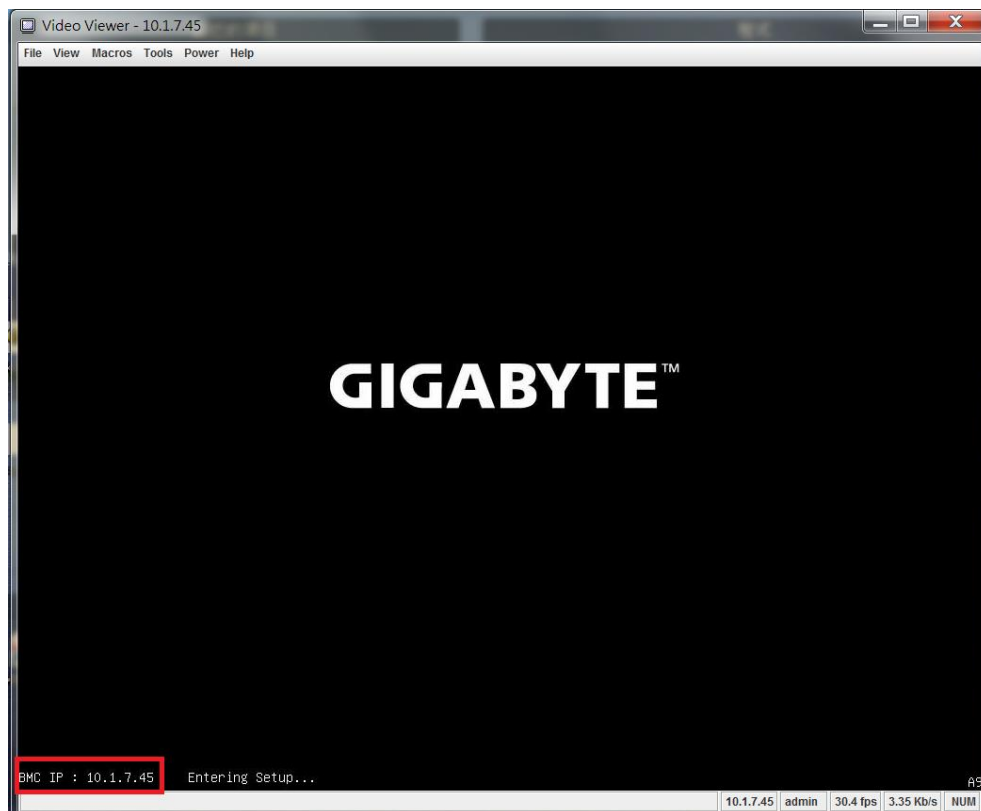 Video Viewer - 10.1.7.45
File View Macros Tools Power Help
GIGABYTE™
BMC IP : 10.1.7.45 Entering Setup...
A9
10.1.7.45 admin 30.4 fps 3.35 Kb/s NUM